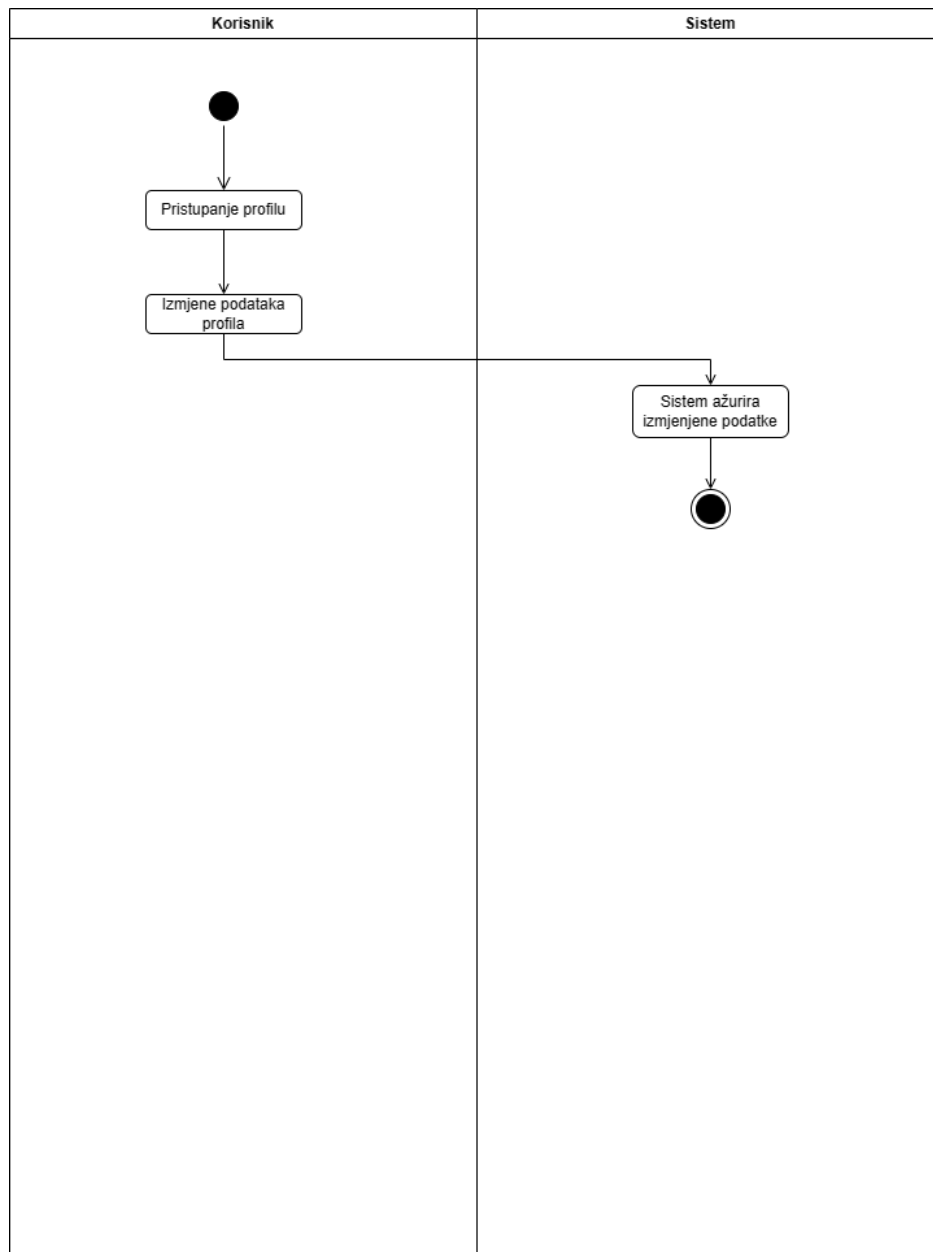 Korisnik
Sistem
Pristupanje profilu
Izmjene podataka
profila
Sistem ažurira
izmjenjene podatke